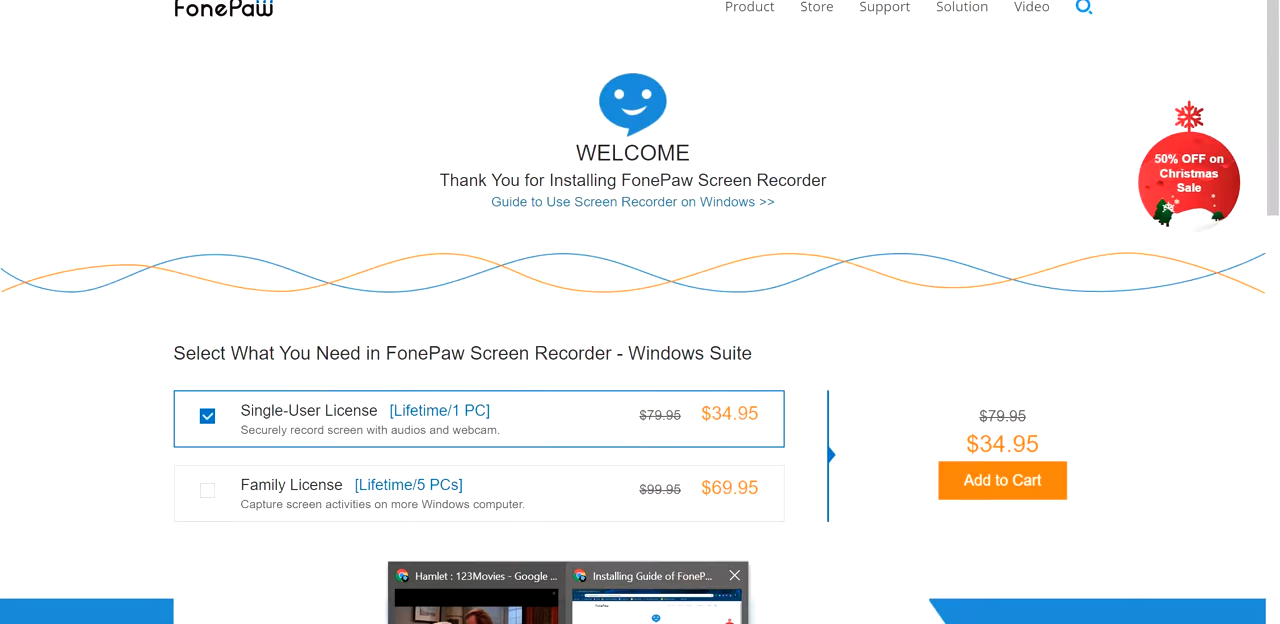 FonePaw
Product Store Support Solution Video
WELCOME
Thank You for Installing FonePaw Screen Recorder
Guide to Use Screen Recorder on Windows >>
50% OFF on
Christmas
Sale
Select What You Need in FonePaw Screen Recorder - Windows Suite
Single-User License [Lifetime/1 PC] $79.95 $34.95
Securely record screen with audios and webcam.
Family License [Lifetime/5 PCs] $99.95 $69.95
Capture screen activities on more Windows computer.
$79.95
$34.95
Add to Cart
Hamlet : 123Movies - Google ...
Installing Guide of FoneP...